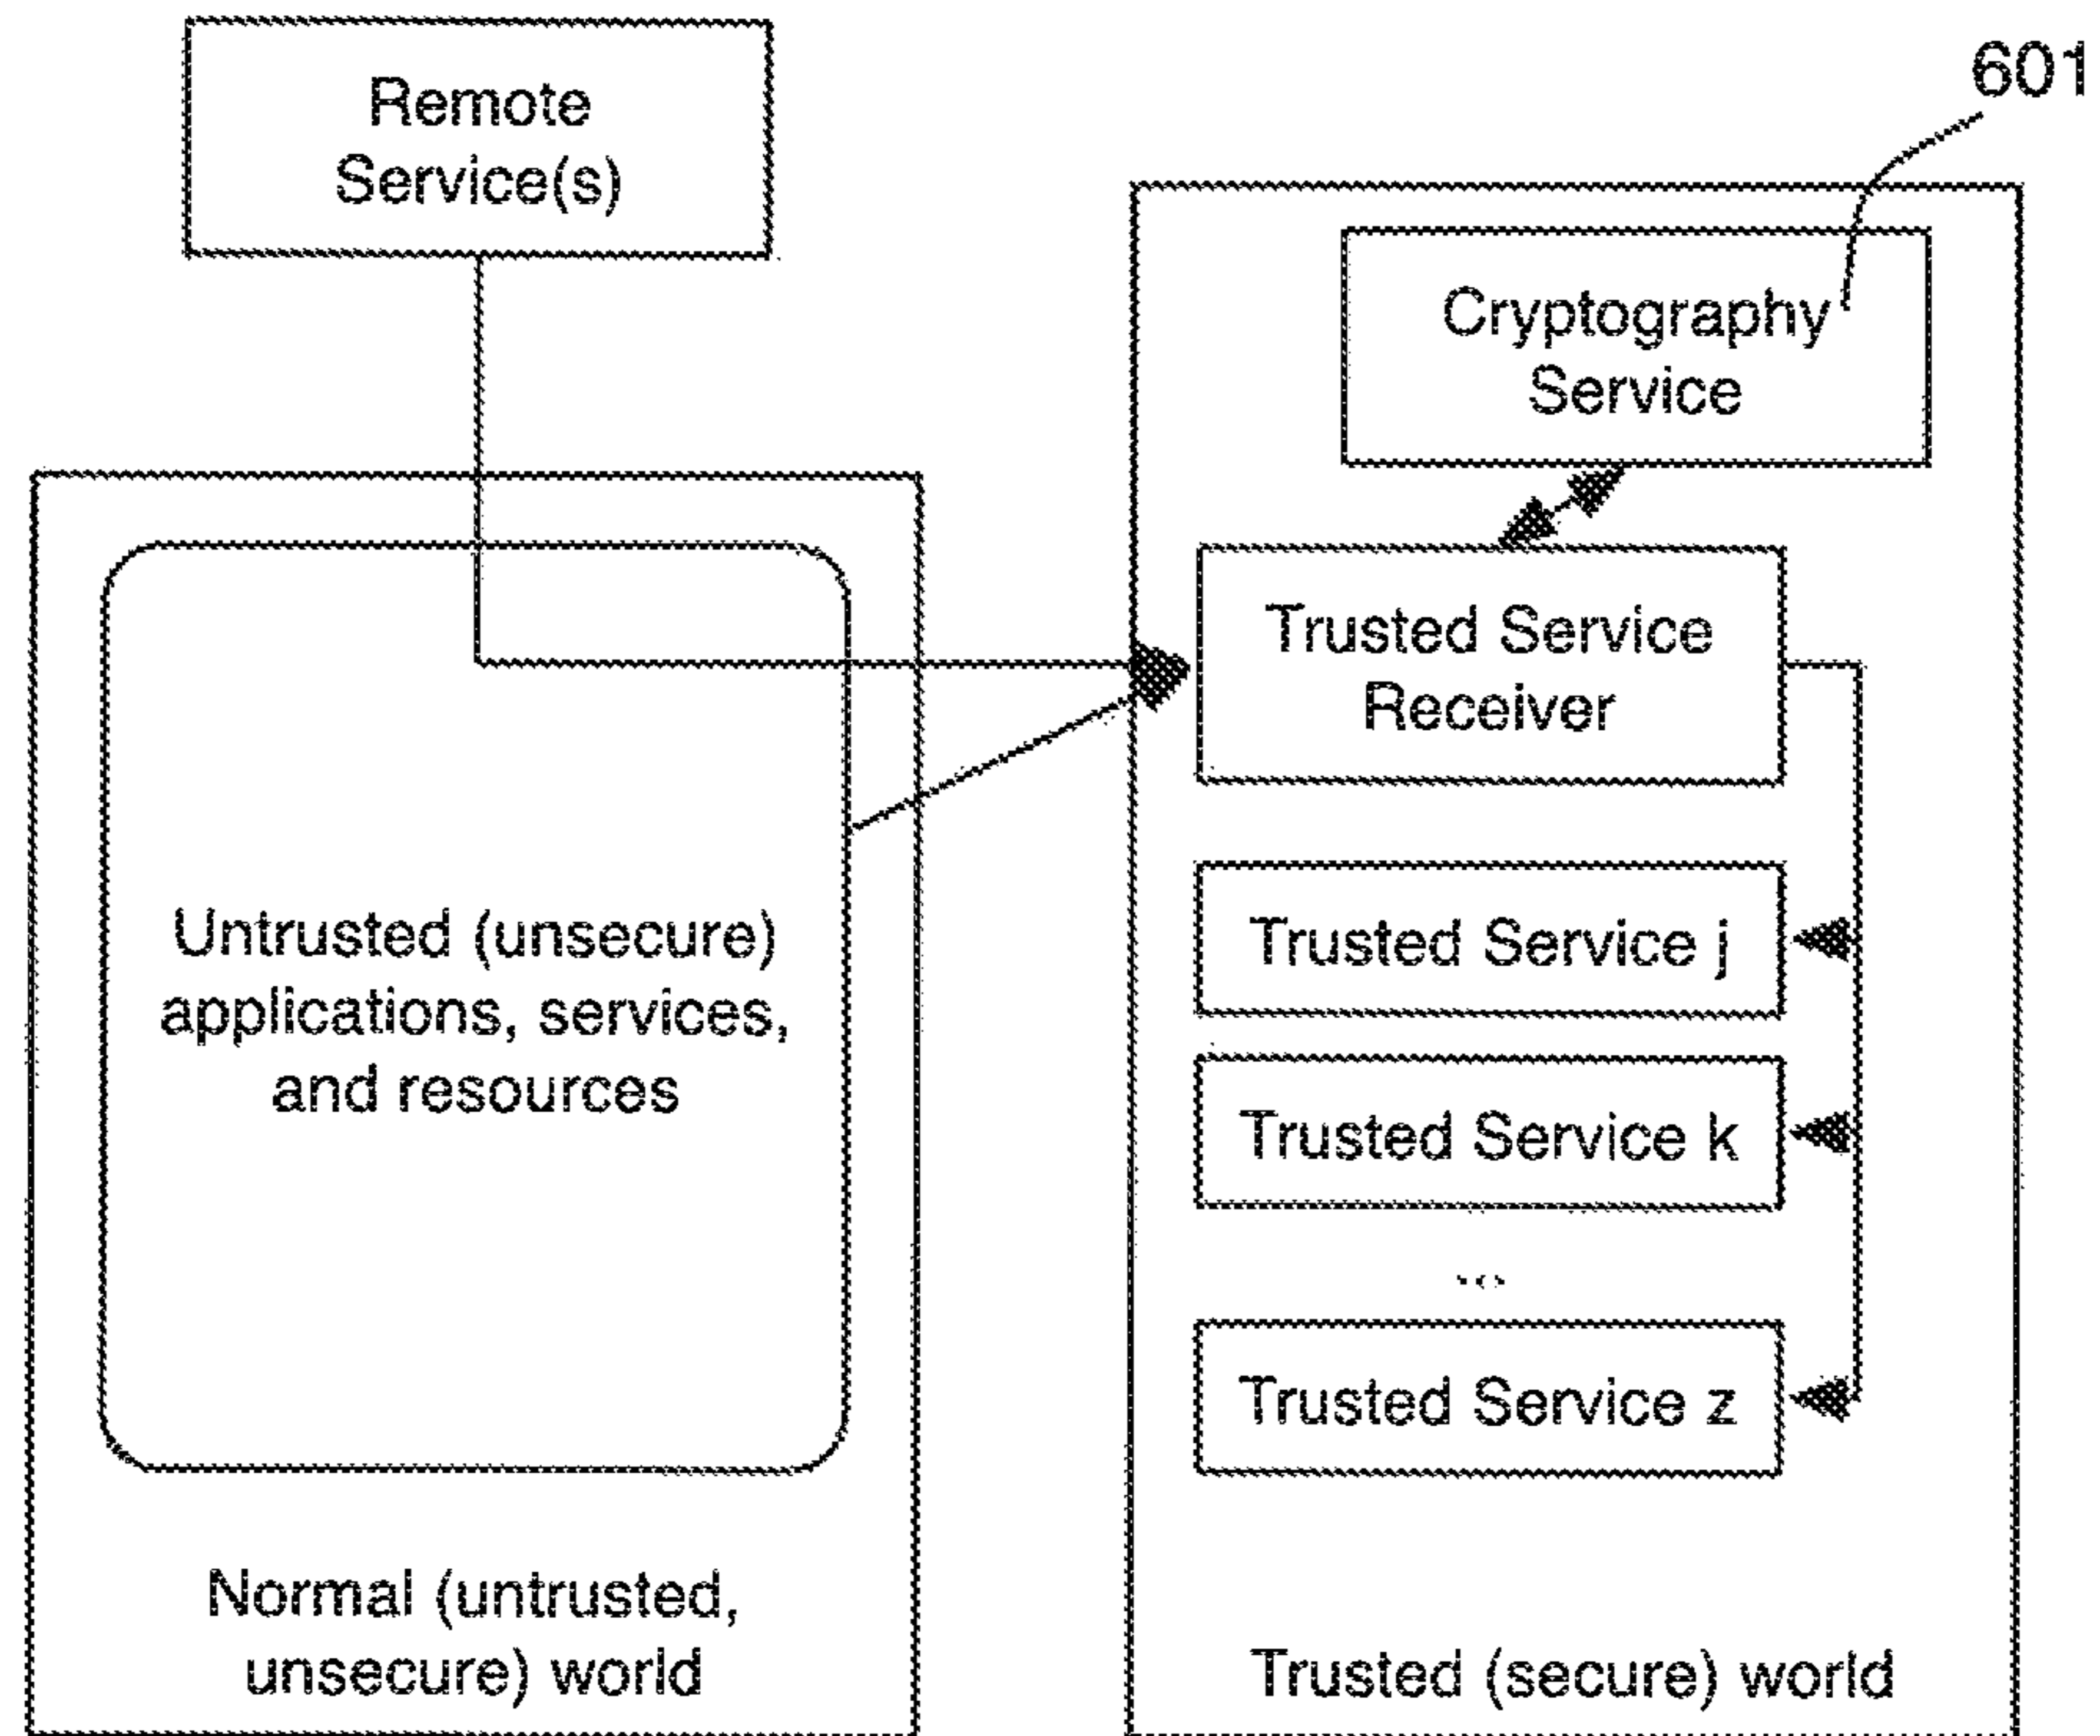 Remote
Service(s)
601
Cryptography
Service
Trusted Service
Receiver
Untrusted (unsecure)
applications, services,
and resources
Trusted Service j
Trusted Service k
...
Trusted Service z
Normal (untrusted,
unsecure) world
Trusted (secure) world